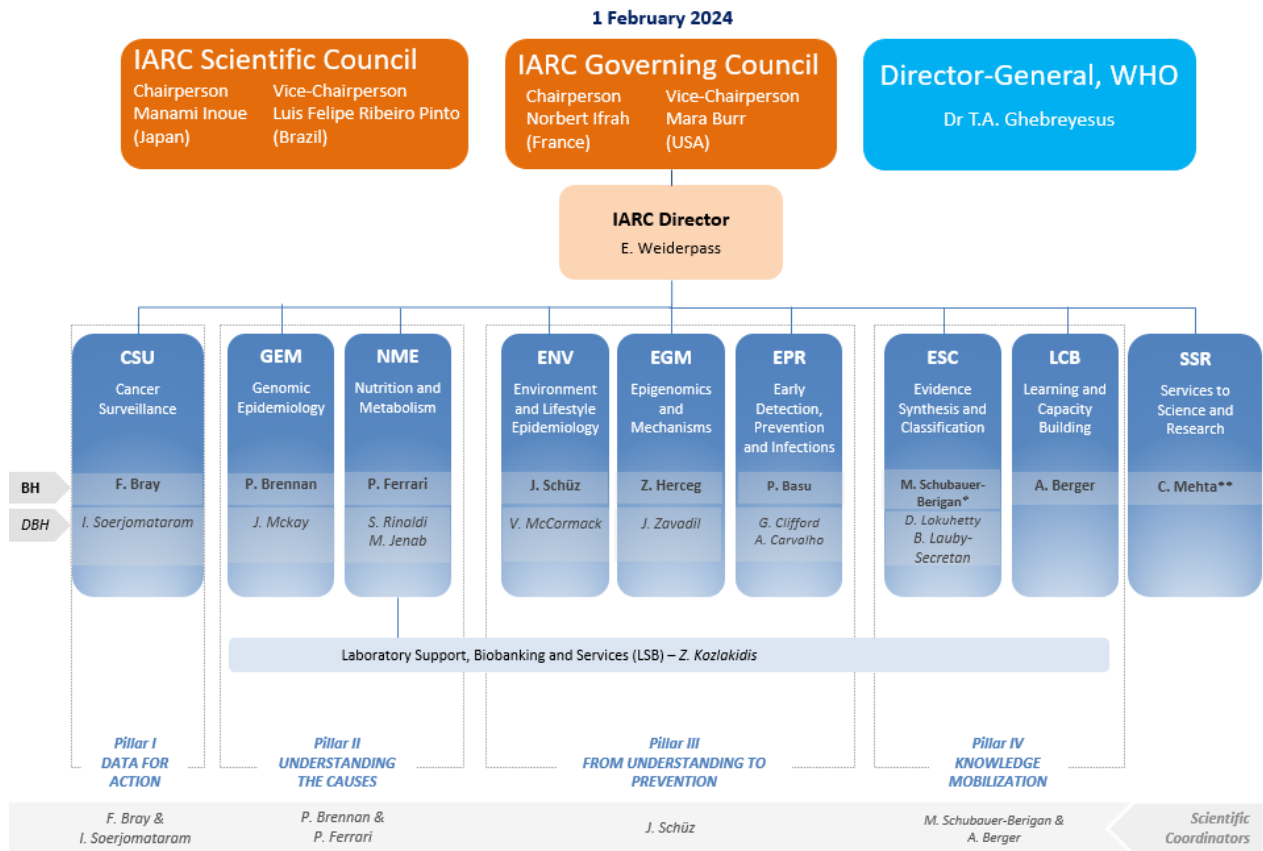 1 February 2024
IARC Scientific Council
Chairperson
Manami Inoue
(Japan)
Vice-Chairperson
Luis Felipe Ribeiro Pinto
(Brazil)
IARC Governing Council
Chairperson
Norbert Ifrah
(France)
Vice-Chairperson
Mara Burr
(USA)
Director-General, WHO
Dr T.A. Ghebreyesus
IARC Director
E. Weiderpass
CSU
Cancer
Surveillance
GEM
Genomic
Epidemiology
NME
Nutrition and
Metabolism
ENV
Environment
and Lifestyle
Epidemiology
EGM
Epigenomics
and
Mechanisms
EPR
Early
Detection,
Prevention
and Infections
ESC
Evidence
Synthesis and
Classification
LCB
Learning and
Capacity
Building
SSR
Services to
Science and
Research
BH
F. Bray
P. Brennan
P. Ferrari
J. Schüz
Z. Herceg
P. Basu
M. Schubauer-
Berigan*
A. Berger
C. Mehta**
DBH
I. Soerjomataram
J. Mckay
S. Rinaldi
M. Jenab
V. McCormack
J. Zavadil
G. Clifford
A. Carvalho
D. Lokuhetty
B. Lauby-
Secretan
Laboratory Support, Biobanking and Services (LSB) – Z. Kozlakidis
Pillar I
DATA FOR
ACTION
Pillar II
UNDERSTANDING
THE CAUSES
Pillar III
FROM UNDERSTANDING TO
PREVENTION
Pillar IV
KNOWLEDGE
MOBILIZATION
F. Bray &
I. Soerjomataram
P. Brennan &
P. Ferrari
J. Schüz
M. Schubauer-Berigan &
A. Berger
Scientific
Coordinators